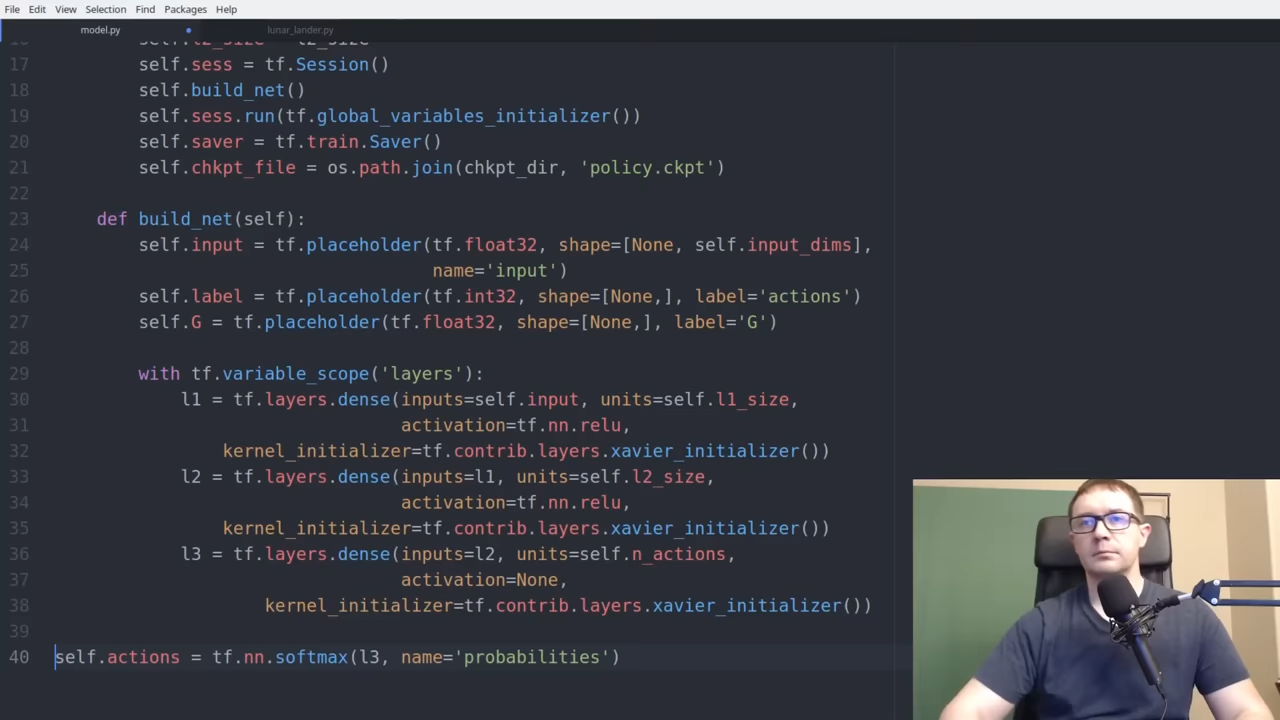 File Edit View Selection Find Packages Help
model.py lunar_lander.py
16 self.l2_size = l2_size
17 self.sess = tf.Session()
18 self.build_net()
19 self.sess.run(tf.global_variables_initializer())
20 self.saver = tf.train.Saver()
21 self.chkpt_file = os.path.join(chkpt_dir, 'policy.ckpt')
22
23 def build_net(self):
24 self.input = tf.placeholder(tf.float32, shape=[None, self.input_dims],
25 name='input')
26 self.label = tf.placeholder(tf.int32, shape=[None,], label='actions')
27 self.G = tf.placeholder(tf.float32, shape=[None,], label='G')
28
29 with tf.variable_scope('layers'):
30 l1 = tf.layers.dense(inputs=self.input, units=self.l1_size,
31 activation=tf.nn.relu,
32 kernel_initializer=tf.contrib.layers.xavier_initializer())
33 l2 = tf.layers.dense(inputs=l1, units=self.l2_size,
34 activation=tf.nn.relu,
35 kernel_initializer=tf.contrib.layers.xavier_initializer())
36 l3 = tf.layers.dense(inputs=l2, units=self.n_actions,
37 activation=None,
38 kernel_initializer=tf.contrib.layers.xavier_initializer())
39
40 self.actions = tf.nn.softmax(l3, name='probabilities')